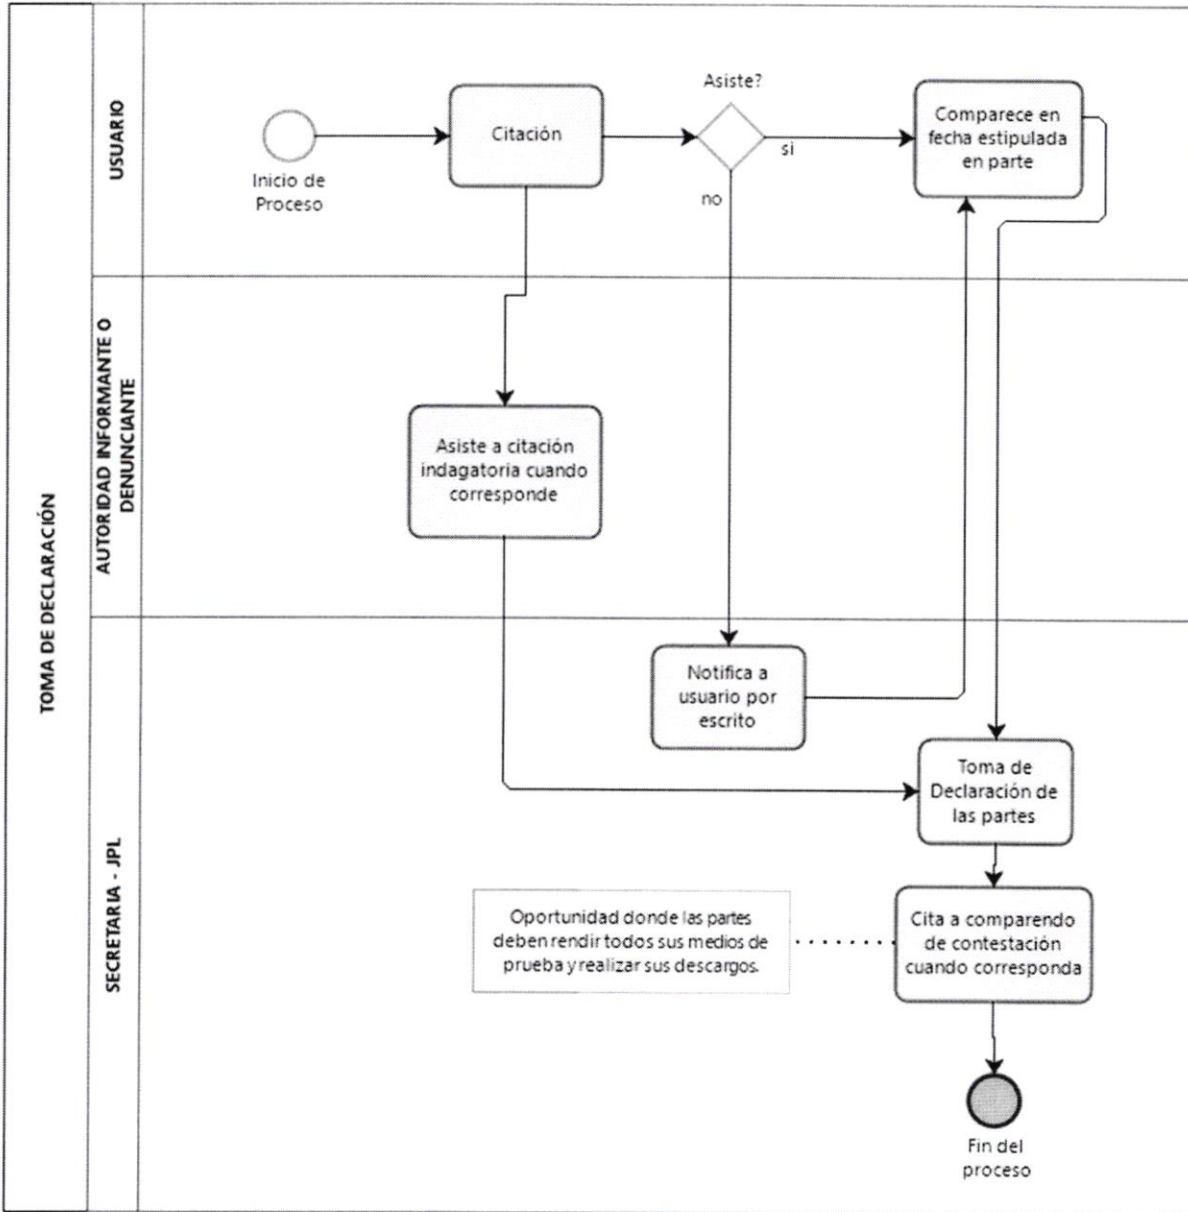 TOMA DE DECLARACIÓN
USUARIO
Inicio de
Proceso
Citación
Asiste?
si
no
Comparece en
fecha estipulada
en parte
AUTORIDAD INFORMANTE O
DENUNCIANTE
Asiste a citación
indagatoria cuando
corresponde
SECRETARIA - JPL
Notifica a
usuario por
escrito
Toma de
Declaración de
las partes
Oportunidad donde las partes
deben rendir todos sus medios de
prueba y realizar sus descargos.
Cita a comparendo
de contestación
cuando corresponda
Fin del
proceso